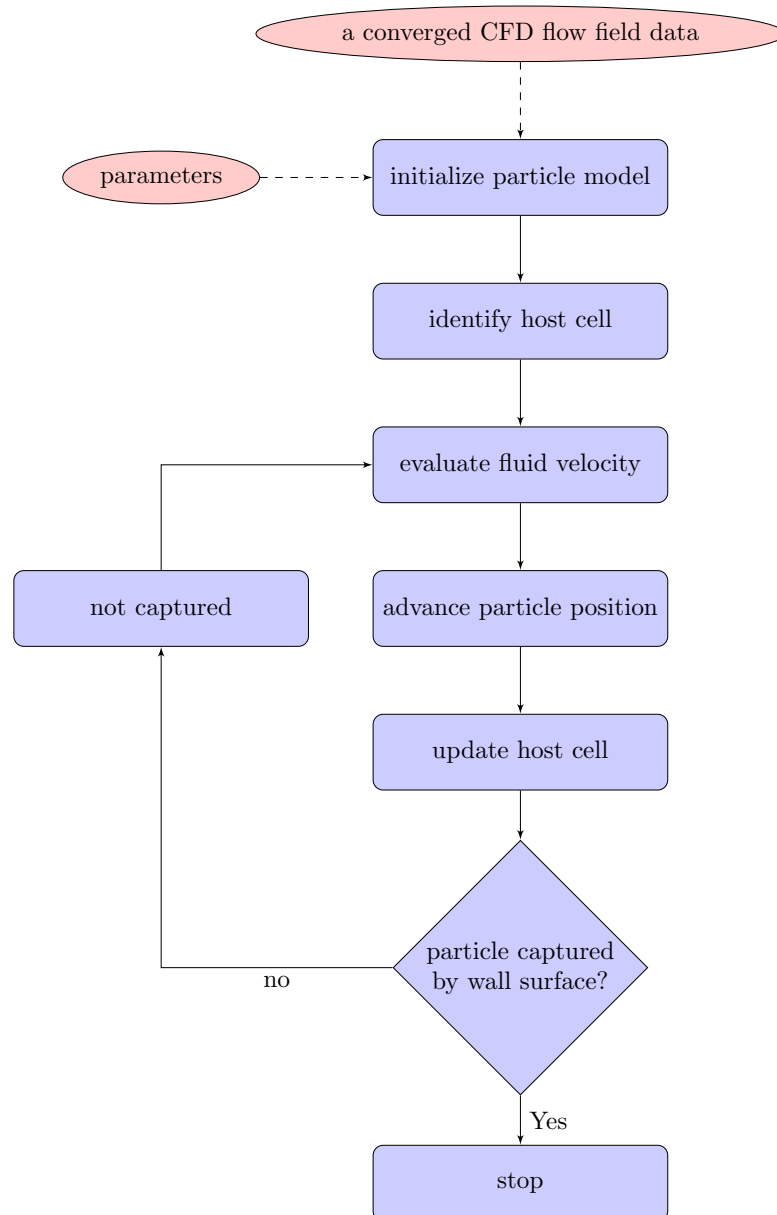 a converged CFD flow field data
parameters
initialize particle model
identify host cell
evaluate fluid velocity
not captured
advance particle position
update host cell
particle captured
by wall surface?
no
Yes
stop